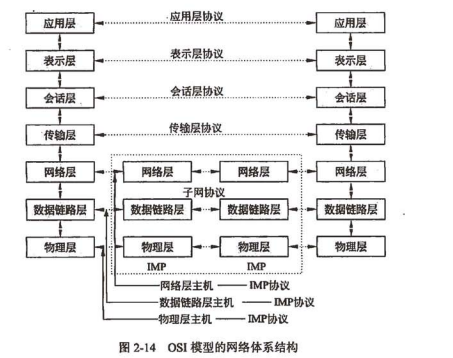 应用层 应用层协议 应用层
表示层 表示层协议 表示层
会话层 会话层协议 会话层
传输层 传输层协议 传输层
网络层 网络层 网络层 网络层
子网协议
数据链路层 数据链路层 数据链路层 数据链路层
物理层 物理层 物理层 物理层
IMP IMP
网络层主机 —— IMP协议
数据链路层主机 —— IMP协议
物理层主机 —— IMP协议
图 2-14 OSI 模型的网络体系结构